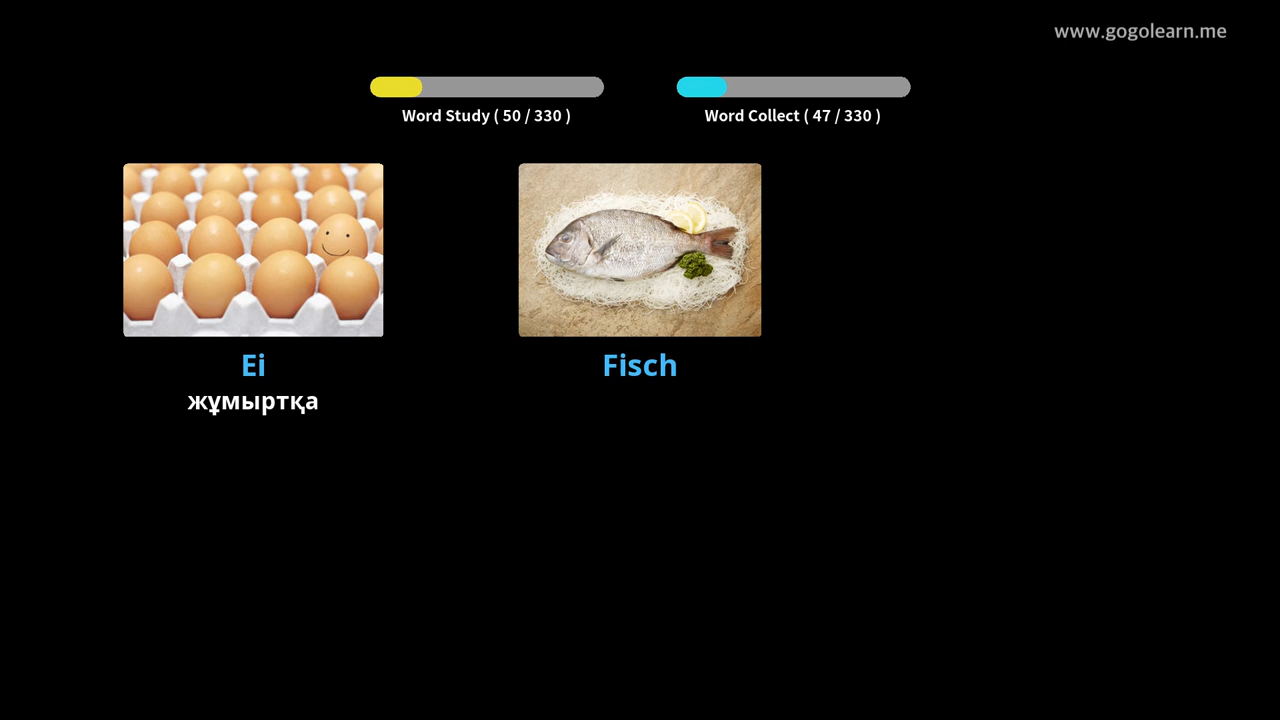 www.gogolearn.me
Word Study ( 50 / 330 )
Word Collect ( 47 / 330 )
Ei
жұмыртқа
Fisch